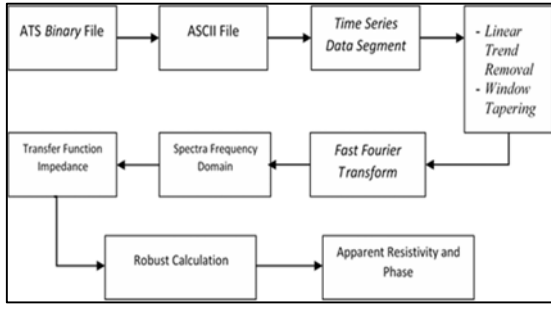 ATS Binary File
ASCII File
Time Series
Data Segment
- Linear
Trend
Removal
- Window
Tapering
Transfer Function
Impedance
Spectra Frequency
Domain
Fast Fourier
Transform
Robust Calculation
Apparent Resistivity and
Phase